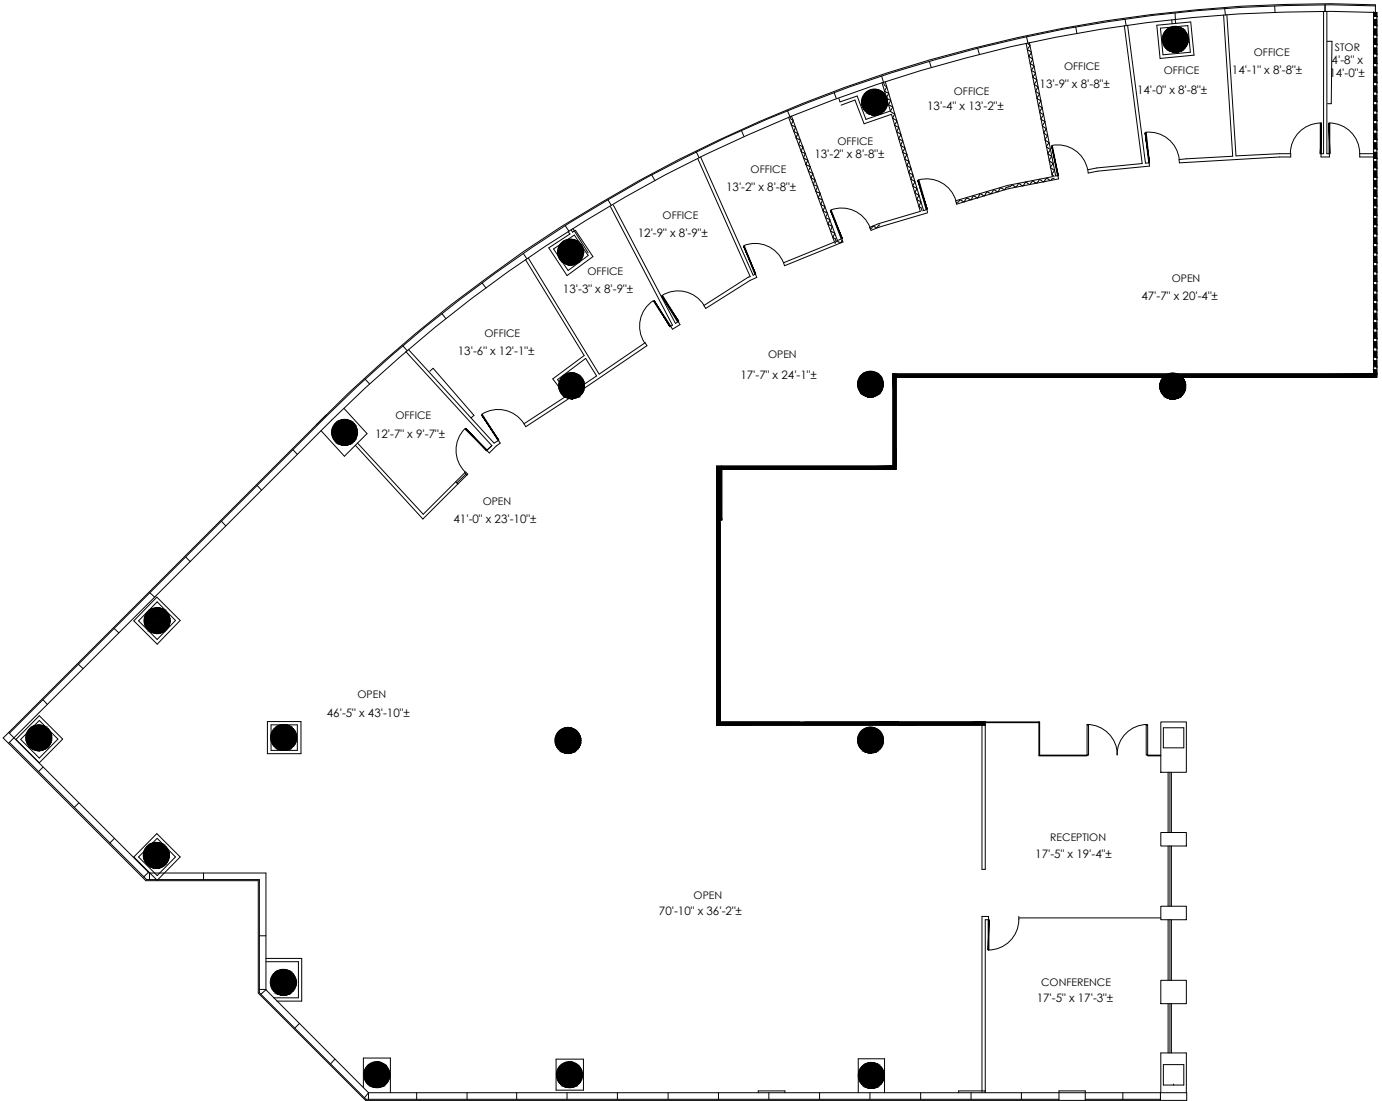 STOR
4'-8" x
14'-0"±
OFFICE
14'-1" x 8'-8"±
OFFICE
14'-0" x 8'-8"±
OFFICE
13'-9" x 8'-8"±
OFFICE
13'-4" x 13'-2"±
OFFICE
13'-2" x 8'-8"±
OFFICE
13'-2" x 8'-8"±
OFFICE
12'-9" x 8'-9"±
OFFICE
13'-3" x 8'-9"±
OFFICE
13'-6" x 12'-1"±
OFFICE
12'-7" x 9'-7"±
OPEN
47'-7" x 20'-4"±
OPEN
17'-7" x 24'-1"±
OPEN
41'-0" x 23'-10"±
OPEN
46'-5" x 43'-10"±
RECEPTION
17'-5" x 19'-4"±
OPEN
70'-10" x 36'-2"±
CONFERENCE
17'-5" x 17'-3"±